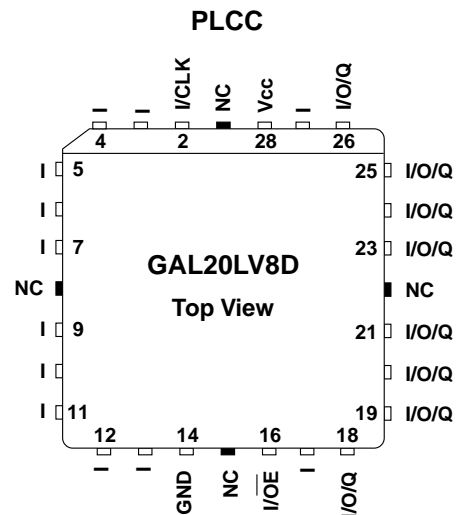 PLCC
I I I/CLK NC Vcc I I/O/Q
4 2 28 26
I 5 25 I/O/Q
I I/O/Q
I 7 23 I/O/Q
GAL20LV8D
NC NC
Top View
I 9 21 I/O/Q
I I/O/Q
I 11 19 I/O/Q
12 14 16 18
I I GND NC I/OE I I/O/Q